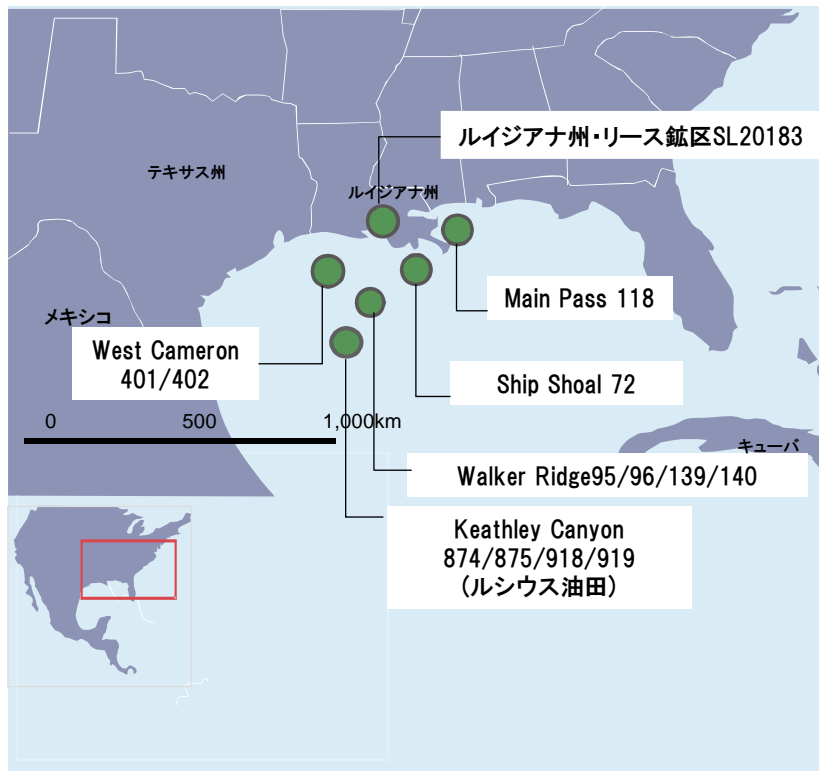 ルイジアナ州・リース鉱区SL20183
テキサス州
ルイジアナ州
Main Pass 118
メキシコ
West Cameron
401/402
Ship Shoal 72
0 500 1,000km
キューバ
Walker Ridge95/96/139/140
Keathley Canyon
874/875/918/919
(ルシウス油田)